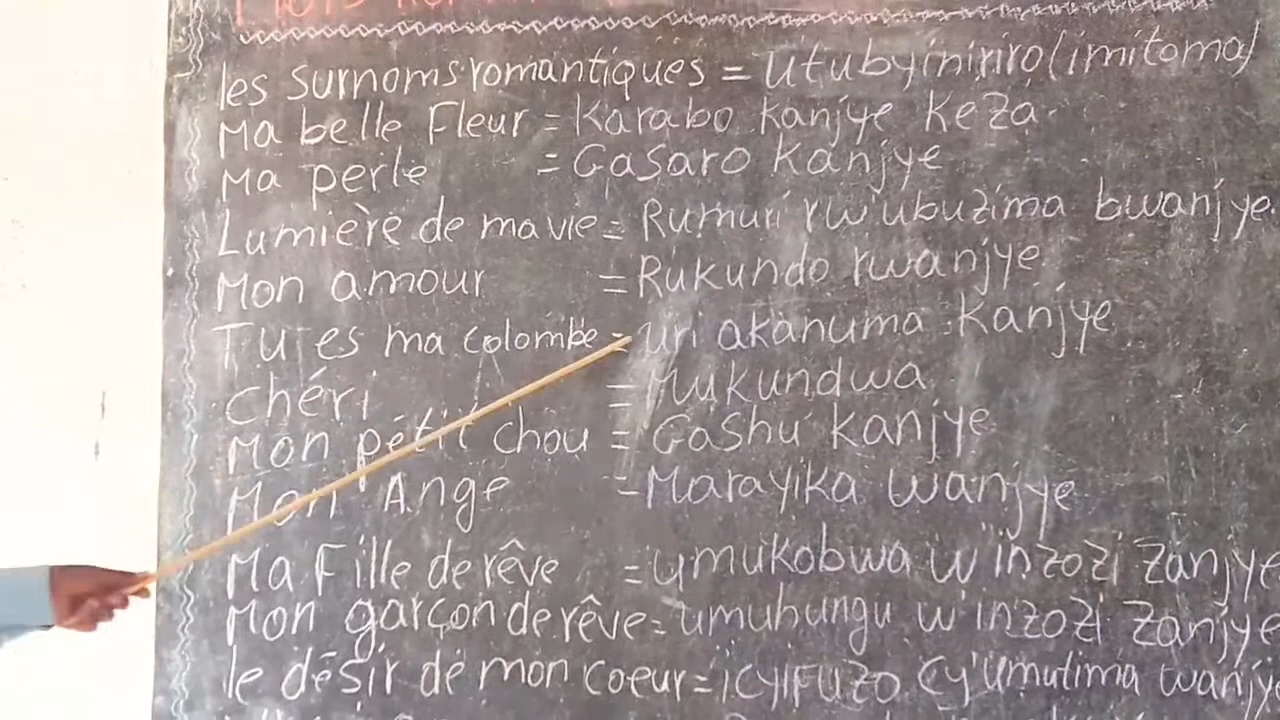 les surnoms romantiques = Utubyiniriro (imitoma)
Ma belle Fleur = Karabo kanjye Keza
Ma perle = Gasaro kanjye
Lumière de ma vie = Rumuri rw'ubuzima bwanjye.
Mon amour = Rukundo rwanjye
Tu es ma colombe = uri akanuma kanjye
chéri = Mukundwa
Mon pétit chou = Gashu kanjye
Mon Ange = Marayika wanjye
Ma Fille de rêve = umukobwa w'inzozi zanjye
Mon garçon de rêve = umuhungu w'inzozi zanjye
le désir de mon coeur = iCYIFUZO Cy'umutima wanjye